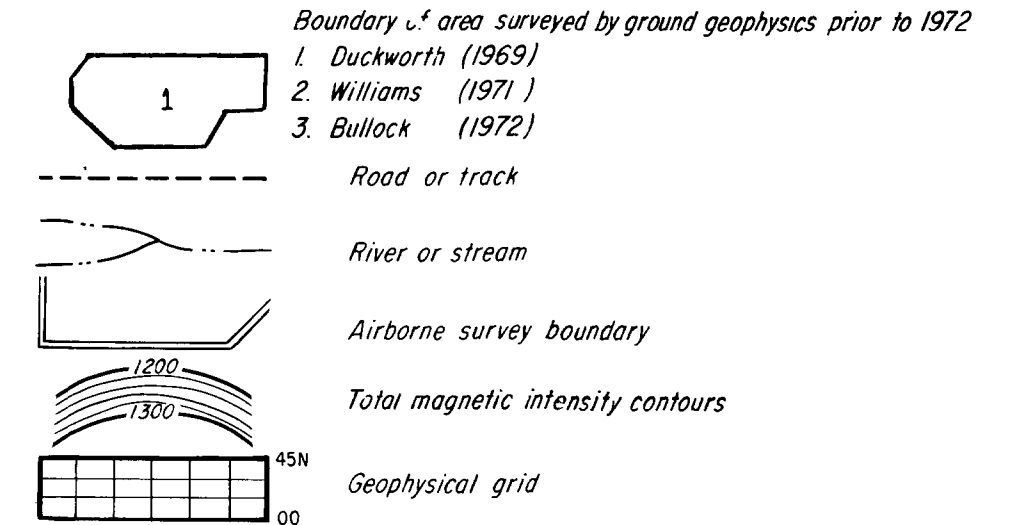 Boundary of area surveyed by ground geophysics prior to 1972
1. Duckworth (1969)
1
2. Williams (1971)
3. Bullock (1972)
Road or track
River or stream
Airborne survey boundary
1200
Total magnetic intensity contours
1300
45N
Geophysical grid
00